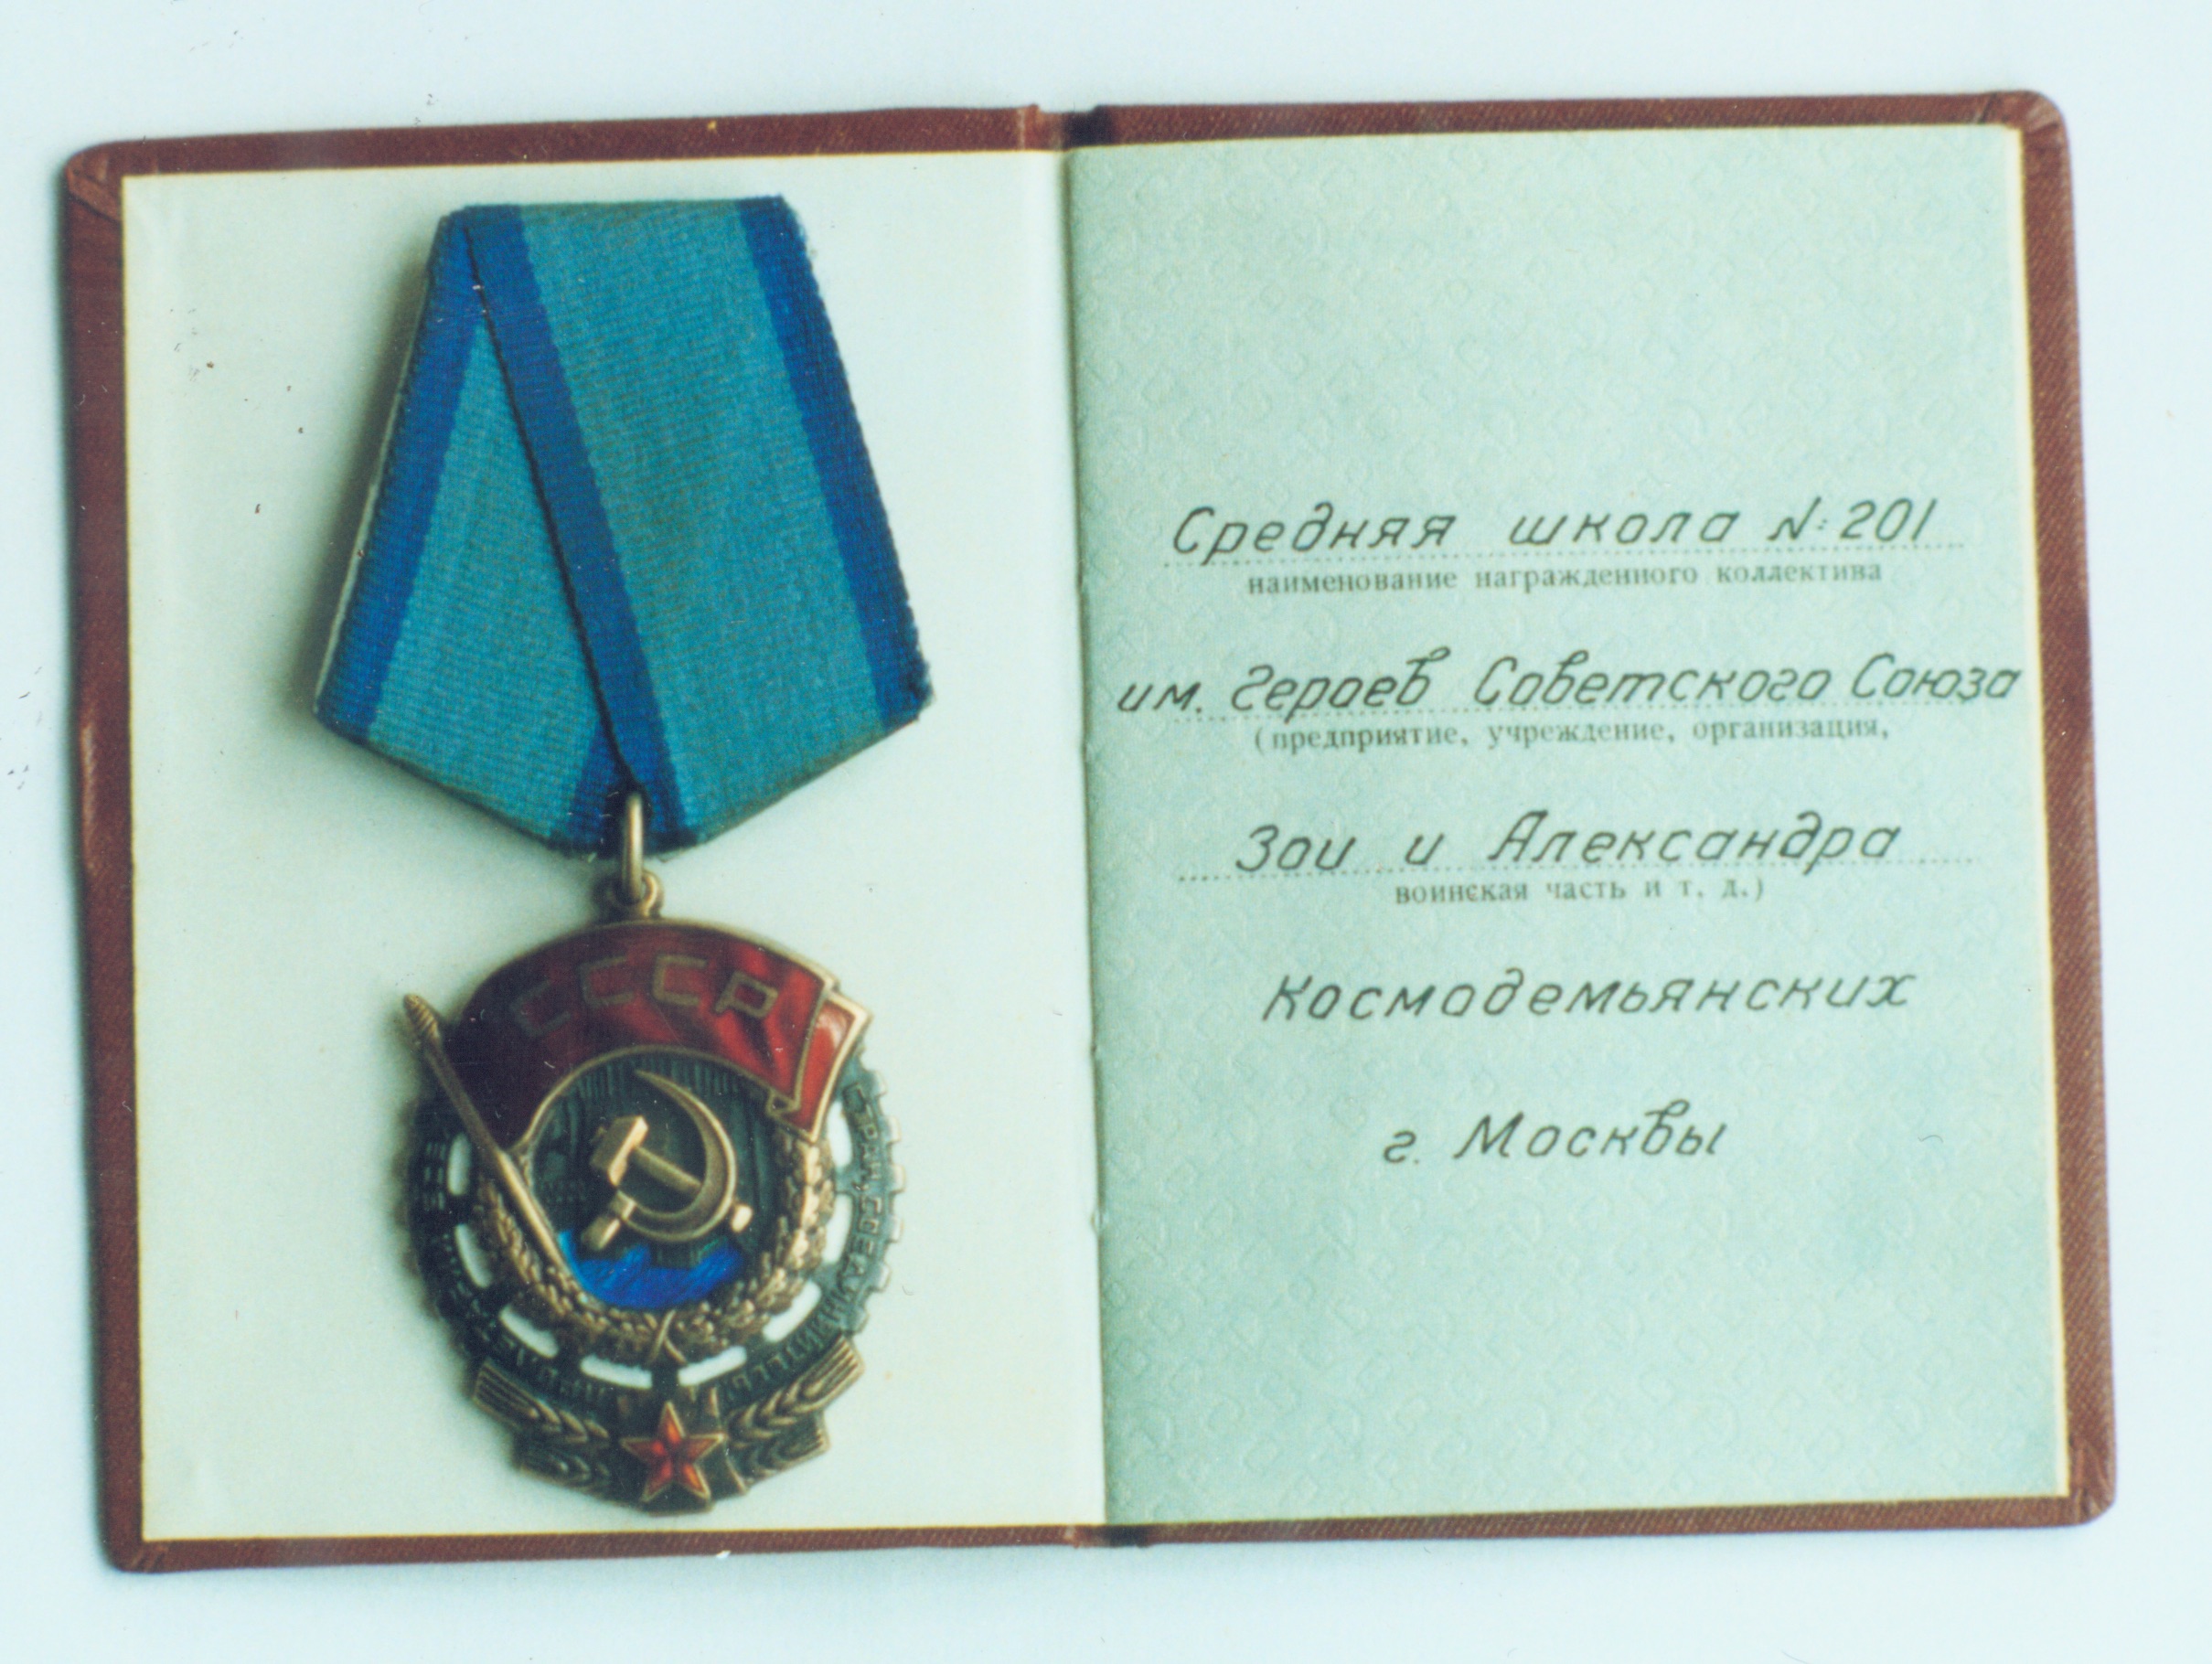 СССР
Средняя школа №201
наименование награжденного коллектива
им. Героев Советского Союза
(предприятие, учреждение, организация,
Зои и Александра
воинская часть и т. д.)
Космодемьянских
г. Москвы